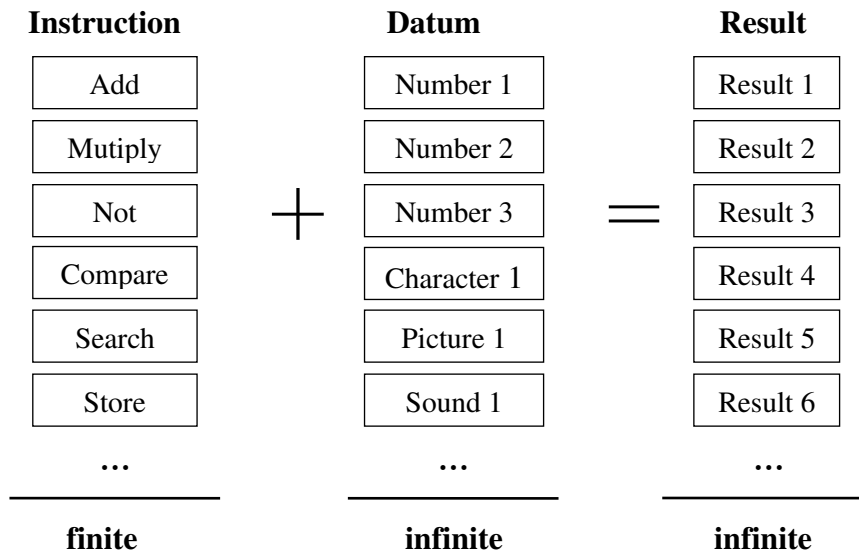 Instruction Datum Result
Add Number 1 Result 1
Mutiply Number 2 Result 2
Not + Number 3 = Result 3
Compare Character 1 Result 4
Search Picture 1 Result 5
Store Sound 1 Result 6
... ... ...
finite infinite infinite